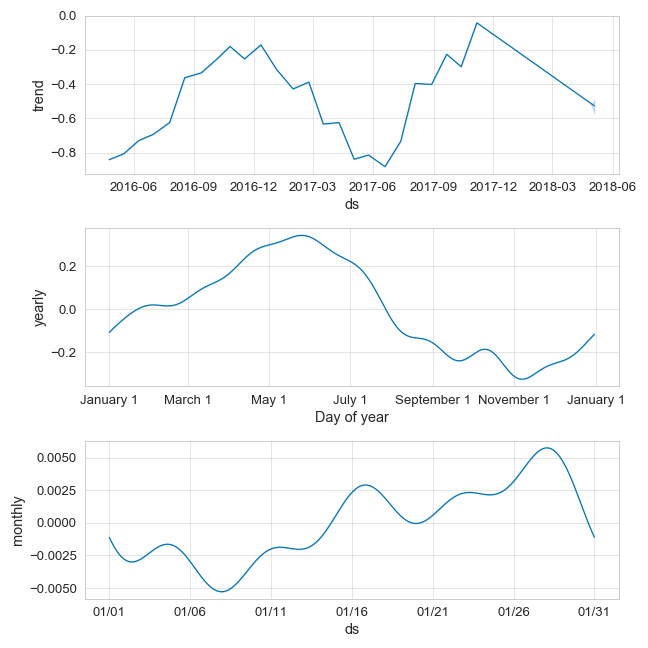 0.0
−0.2
−0.4
−0.6
−0.8
trend
2016-06 2016-09 2016-12 2017-03 2017-06 2017-09 2017-12 2018-03 2018-06
ds
0.2
0.0
−0.2
yearly
January 1 March 1 May 1 July 1 September 1 November 1 January 1
Day of year
0.0050
0.0025
0.0000
−0.0025
−0.0050
monthly
01/01 01/06 01/11 01/16 01/21 01/26 01/31
ds